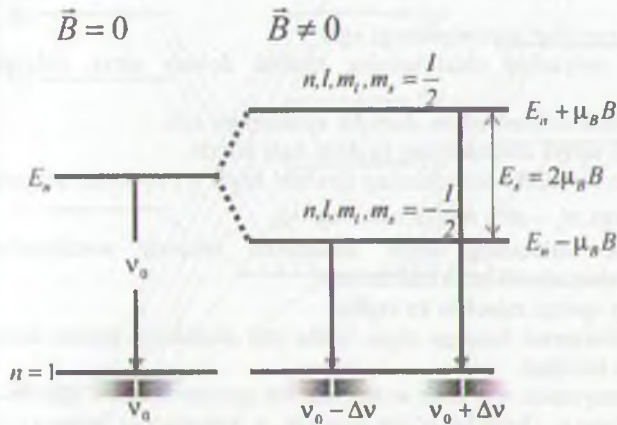 B⃗ = 0
B⃗ ≠ 0
n, l, m_l, m_s = 1/2
E_n + μ_B B
E_n
E_s = 2μ_B B
n, l, m_l, m_s = -1/2
E_n - μ_B B
ν_0
n = 1
ν_0
ν_0 - Δν
ν_0 + Δν